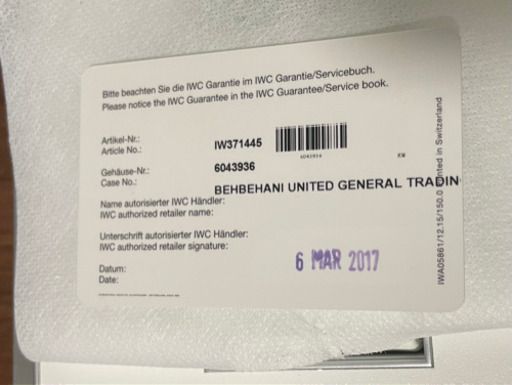 Bitte beachten Sie die IWC Garantie im IWC Garantie/Servicebuch.
Please notice the IWC Guarantee in the IWC Guarantee/Service book.
Artikel-Nr.:
Article No.:
IW371445
6043936
Gehäuse-Nr.:
Case No.:
6043936
BEHBEHANI UNITED GENERAL TRADIN
Name autorisierter IWC Händler:
IWC authorized retailer name:
Unterschrift autorisierter IWC Händler:
IWC authorized retailer signature:
Datum:
Date:
6 MAR 2017
IWA05861/12.15/150.0 in Switzerland